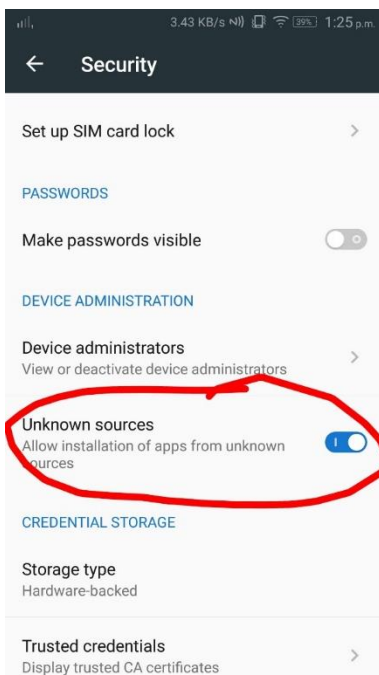 3.43 KB/s 39% 1:25 p.m.
Security
Set up SIM card lock
PASSWORDS
Make passwords visible
DEVICE ADMINISTRATION
Device administrators
View or deactivate device administrators
Unknown sources
Allow installation of apps from unknown
sources
CREDENTIAL STORAGE
Storage type
Hardware-backed
Trusted credentials
Display trusted CA certificates